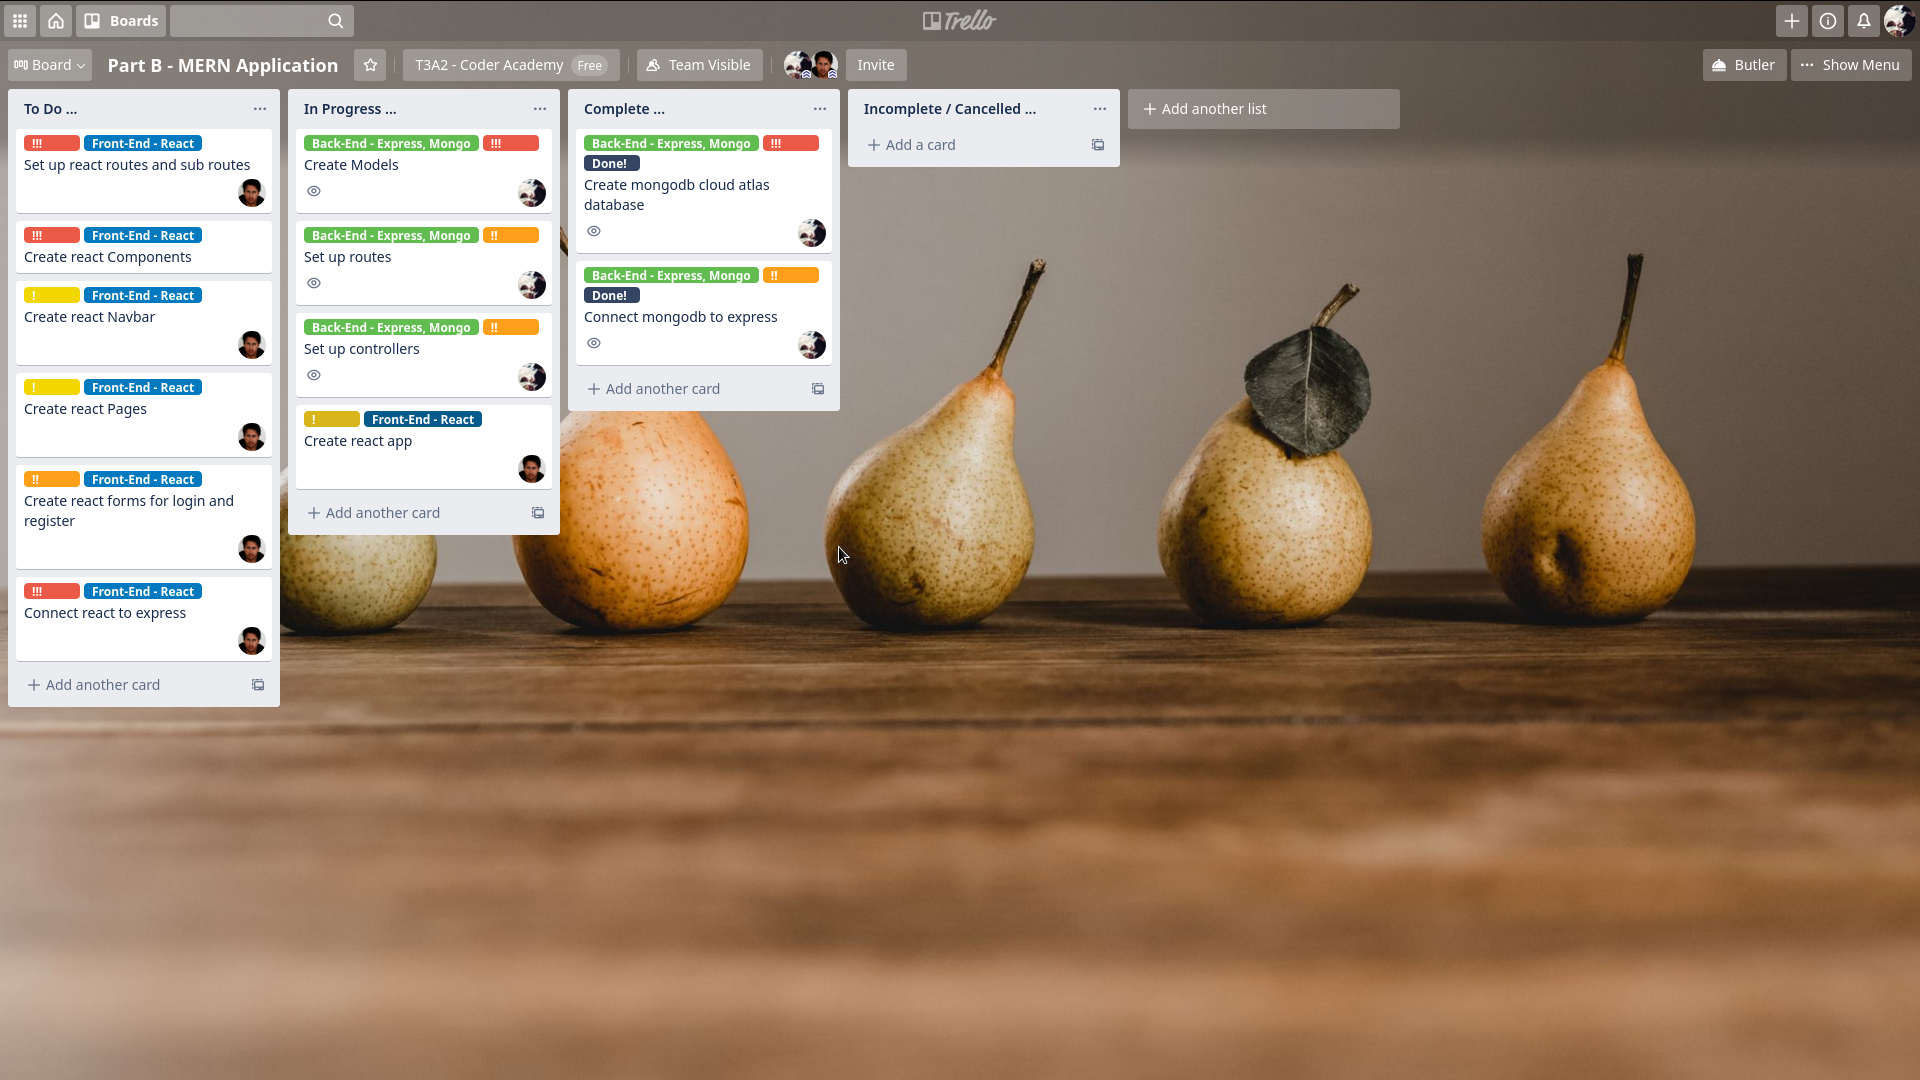 Boards
Trello
Board
Part B - MERN Application
T3A2 - Coder Academy Free
Team Visible
Invite
Butler
Show Menu
To Do ...
!!! Front-End - React
Set up react routes and sub routes
!!! Front-End - React
Create react Components
! Front-End - React
Create react Navbar
! Front-End - React
Create react Pages
!! Front-End - React
Create react forms for login and
register
!!! Front-End - React
Connect react to express
Add another card
In Progress ...
Back-End - Express, Mongo !!!
Create Models
Back-End - Express, Mongo !!
Set up routes
Back-End - Express, Mongo !!
Set up controllers
! Front-End - React
Create react app
Add another card
Complete ...
Back-End - Express, Mongo !!!
Done!
Create mongodb cloud atlas
database
Back-End - Express, Mongo !!
Done!
Connect mongodb to express
Add another card
Incomplete / Cancelled ...
Add a card
Add another list